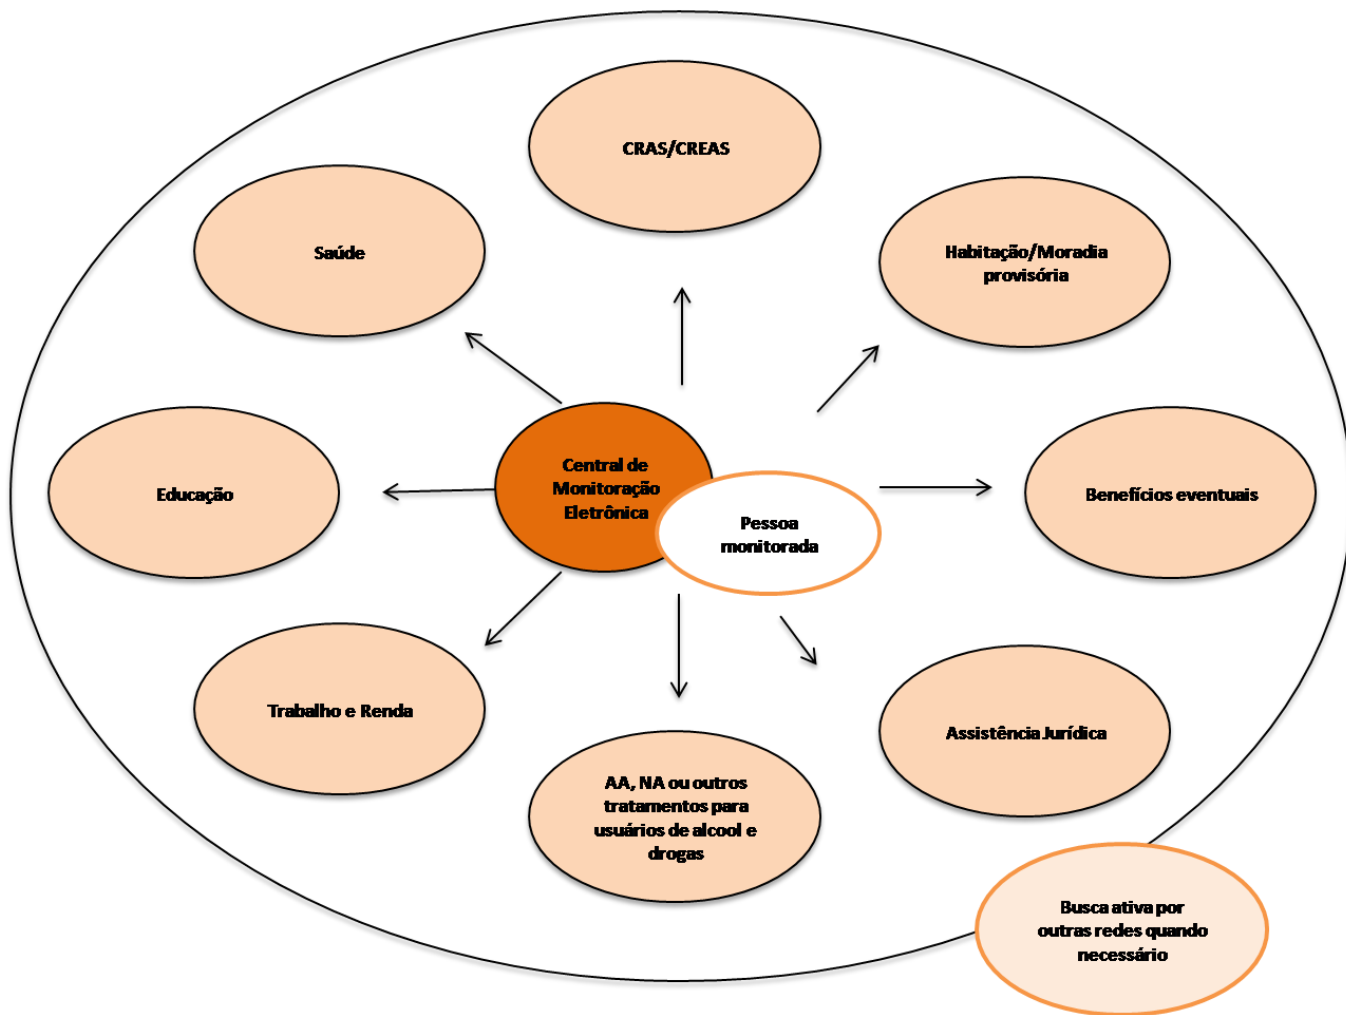 CRAS/CREAS
Saúde
Habitação/Moradia
provisória
Central de
Monitoração
Eletrônica
Pessoa
monitorada
Educação
Benefícios eventuais
Trabalho e Renda
Assistência Jurídica
AA, NA ou outros
tratamentos para
usuários de alcool e
drogas
Busca ativa por
outras redes quando
necessário